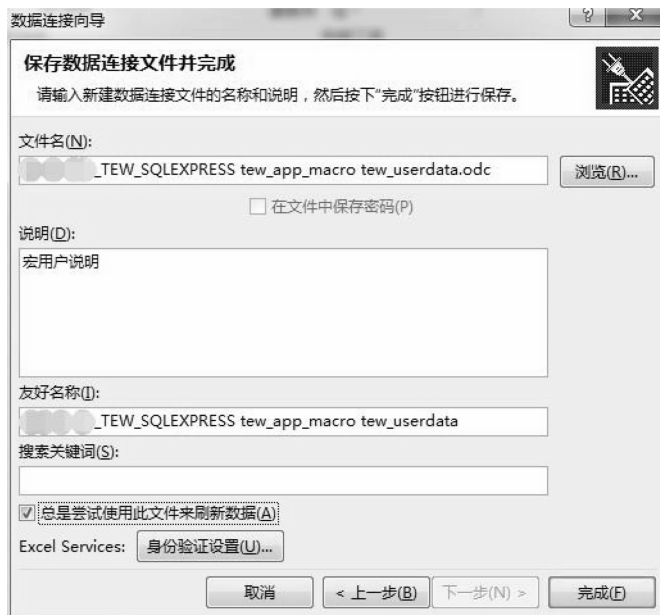 数据连接向导
保存数据连接文件并完成
请输入新建数据连接文件的名称和说明，然后按下“完成”按钮进行保存。
文件名(N):
_TEW_SQLEXPRESS tew_app_macro tew_userdata.odc
浏览(R)...
在文件中保存密码(P)
说明(D):
宏用户说明
友好名称(I):
_TEW_SQLEXPRESS tew_app_macro tew_userdata
搜索关键词(S):
总是尝试使用此文件来刷新数据(A)
Excel Services: 身份验证设置(U)...
取消 < 上一步(B) 下一步(N) > 完成(F)